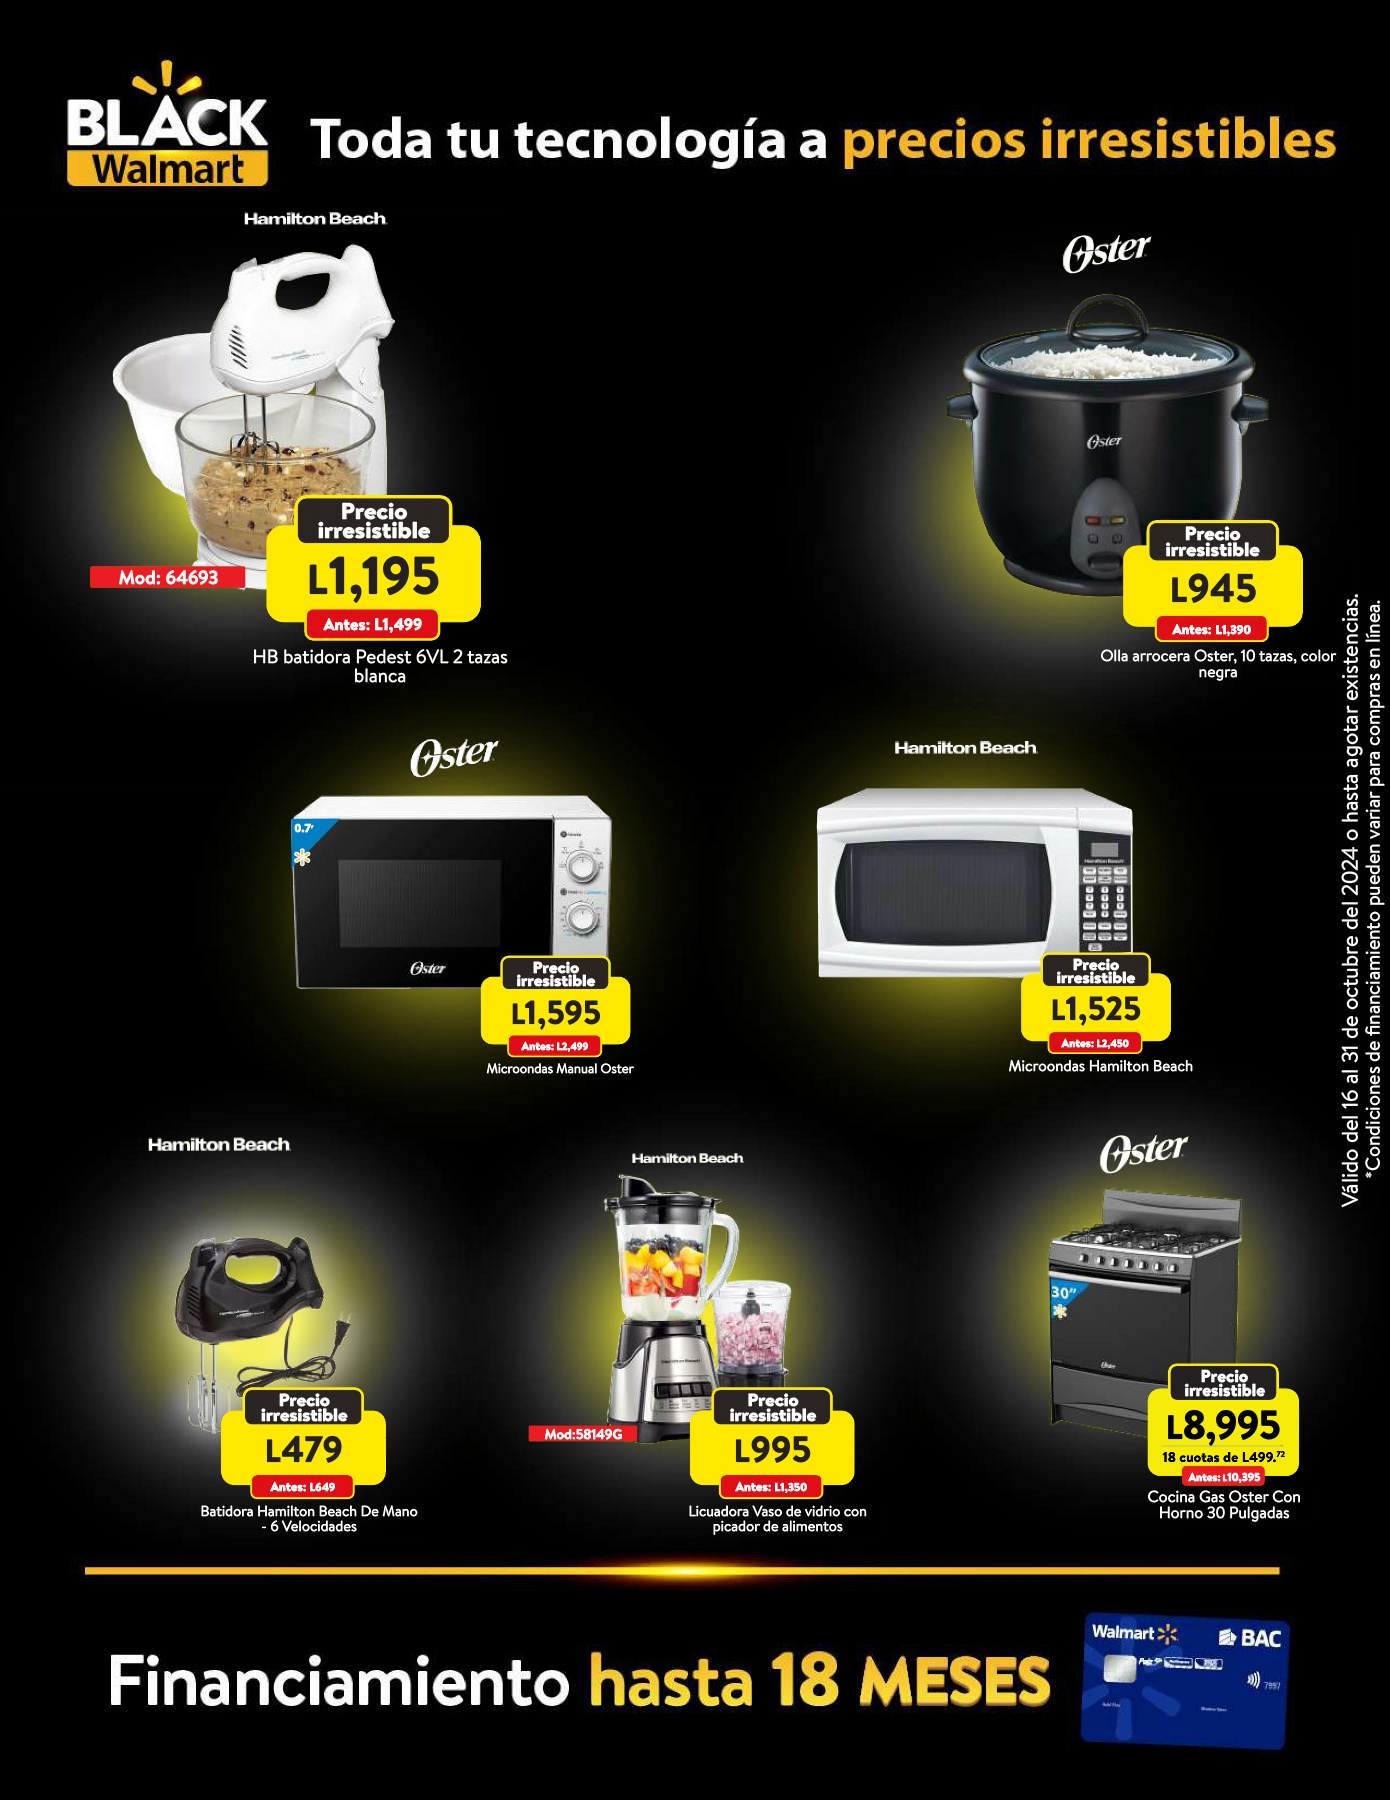 BLACK
Walmart
Toda tu tecnología a precios irresistibles
Hamilton Beach
Mod: 64693
Precio
irresistible
L1,195
Antes: L1,499
HB batidora Pedest 6VL 2 tazas
blanca
Oster
Oster
Precio
irresistible
L945
Antes: L1,390
Olla arrocera Oster, 10 tazas, color
negra
Oster
0.7'
Oster
Precio
irresistible
L1,595
Antes: L2,499
Microondas Manual Oster
Hamilton Beach
Hamilton Beach
Precio
irresistible
L1,525
Antes: L2,450
Microondas Hamilton Beach
Hamilton Beach
Precio
irresistible
L479
Antes: L649
Batidora Hamilton Beach De Mano
- 6 Velocidades
Hamilton Beach
Hamilton Beach
Mod:58149G
Precio
irresistible
L995
Antes: L1,350
Licuadora Vaso de vidrio con
picador de alimentos
Oster
30"
Oster
Precio
irresistible
L8,995
18 cuotas de L499.72
Antes: L10,395
Cocina Gas Oster Con
Horno 30 Pulgadas
Válido del 16 al 31 de octubre del 2024 o hasta agotar existencias.
*Condiciones de financiamiento pueden variar para compras en línea.
Financiamiento hasta 18 MESES
Walmart
BAC
7997